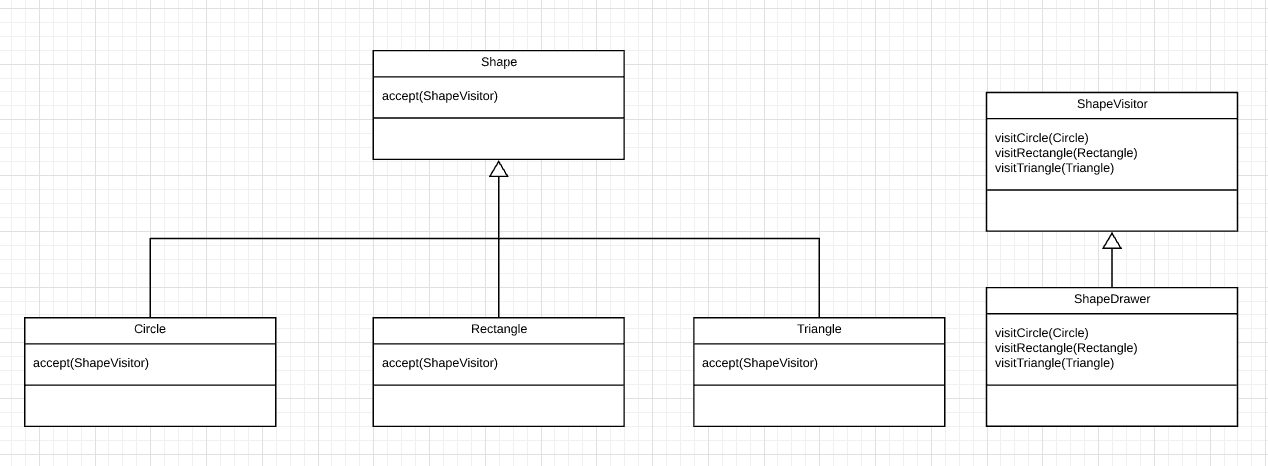 Shape
accept(ShapeVisitor)
ShapeVisitor
visitCircle(Circle)
visitRectangle(Rectangle)
visitTriangle(Triangle)
Circle
accept(ShapeVisitor)
Rectangle
accept(ShapeVisitor)
Triangle
accept(ShapeVisitor)
ShapeDrawer
visitCircle(Circle)
visitRectangle(Rectangle)
visitTriangle(Triangle)